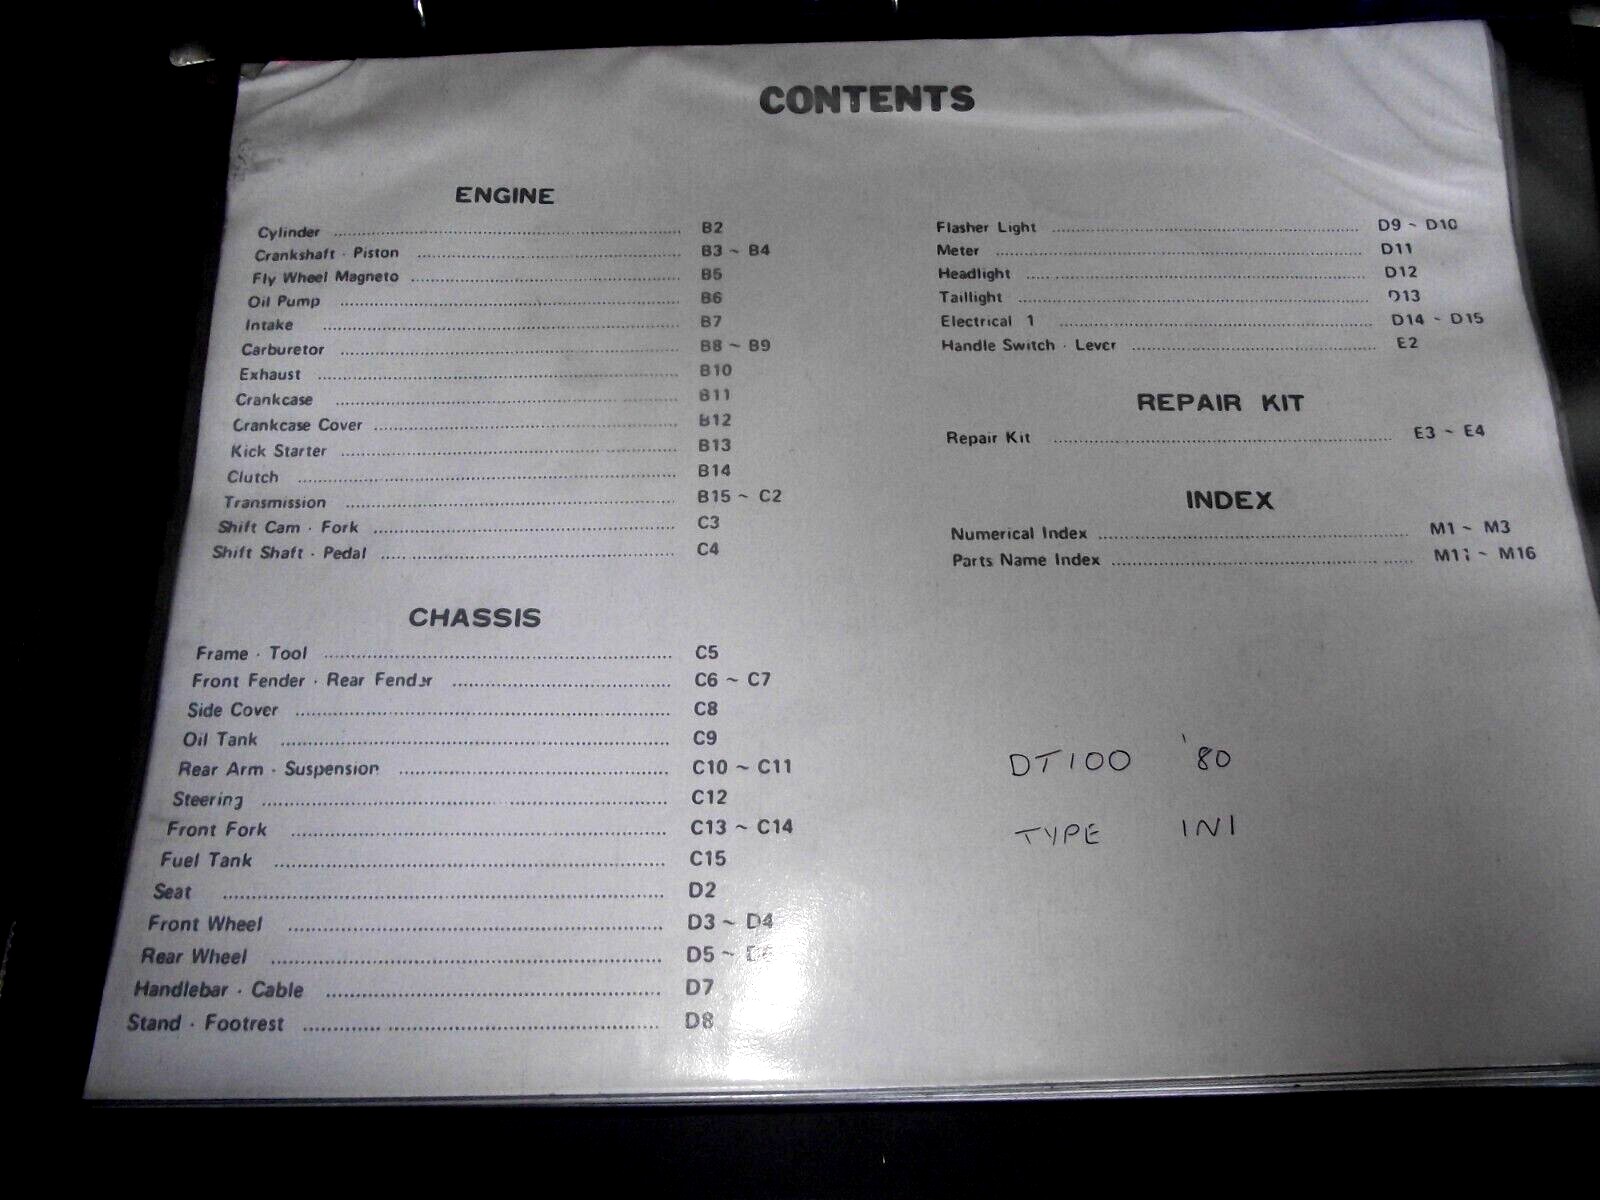 CONTENTS
ENGINE
Cylinder B2
Crankshaft · Piston B3 ~ B4
Fly Wheel Magneto B5
Oil Pump B6
Intake B7
Carburetor B8 ~ B9
Exhaust B10
Crankcase B11
Crankcase Cover B12
Kick Starter B13
Clutch B14
Transmission B15 ~ C2
Shift Cam · Fork C3
Shift Shaft · Pedal C4
CHASSIS
Frame · Tool C5
Front Fender · Rear Fender C6 ~ C7
Side Cover C8
Oil Tank C9
Rear Arm · Suspension C10 ~ C11
Steering C12
Front Fork C13 ~ C14
Fuel Tank C15
Seat D2
Front Wheel D3 ~ D4
Rear Wheel D5 ~ D6
Handlebar · Cable D7
Stand · Footrest D8
Flasher Light D9 ~ D10
Meter D11
Headlight D12
Taillight D13
Electrical 1 D14 ~ D15
Handle Switch · Lever E2
REPAIR KIT
Repair Kit E3 ~ E4
INDEX
Numerical Index M1 ~ M3
Parts Name Index ~ M16
DT100 '80
TYPE 1N1